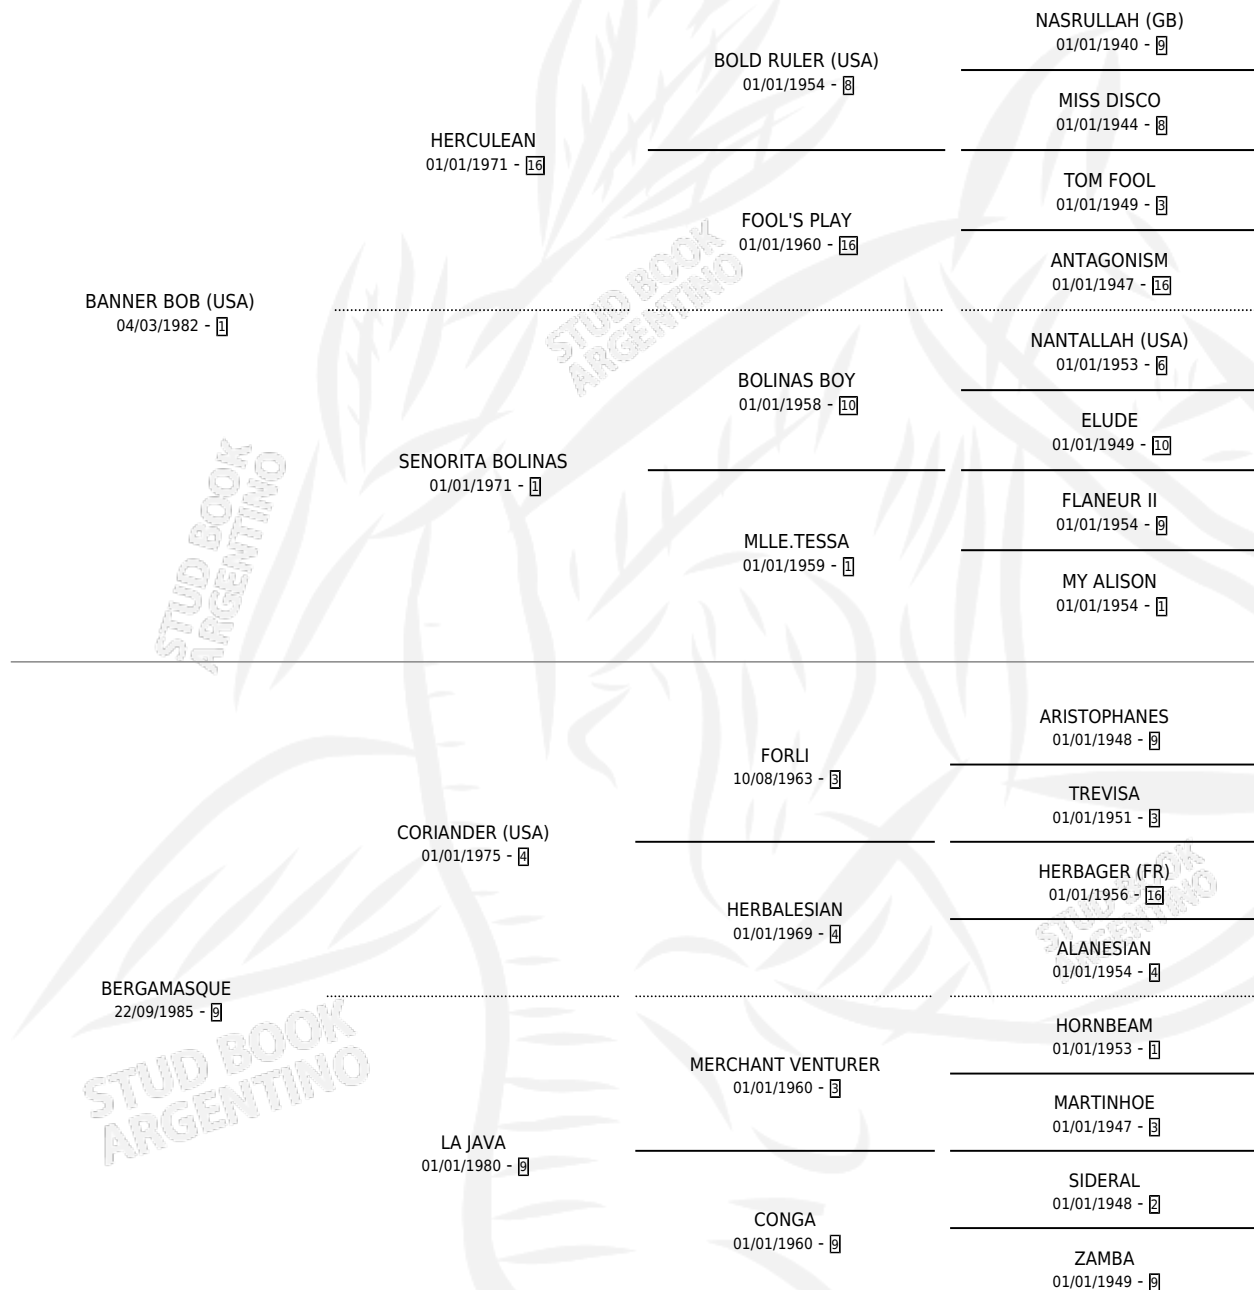 NASRULLAH (GB)
01/01/1940 - 9
BOLD RULER (USA)
01/01/1954 - 8
MISS DISCO
01/01/1944 - 8
HERCULEAN
01/01/1971 - 16
TOM FOOL
01/01/1949 - 3
FOOL'S PLAY
01/01/1960 - 16
ANTAGONISM
01/01/1947 - 16
BANNER BOB (USA)
04/03/1982 - 1
NANTALLAH (USA)
01/01/1953 - 6
BOLINAS BOY
01/01/1958 - 10
ELUDE
01/01/1949 - 10
SENORITA BOLINAS
01/01/1971 - 1
FLANEUR II
01/01/1954 - 9
MLLE.TESSA
01/01/1959 - 1
MY ALISON
01/01/1954 - 1
ARISTOPHANES
01/01/1948 - 9
FORLI
10/08/1963 - 3
TREVISA
01/01/1951 - 3
CORIANDER (USA)
01/01/1975 - 4
HERBAGER (FR)
01/01/1956 - 16
HERBALESIAN
01/01/1969 - 4
ALANESIAN
01/01/1954 - 4
BERGAMASQUE
22/09/1985 - 9
HORNBEAM
01/01/1953 - 1
MERCHANT VENTURER
01/01/1960 - 3
MARTINHOE
01/01/1947 - 3
LA JAVA
01/01/1980 - 9
SIDERAL
01/01/1948 - 2
CONGA
01/01/1960 - 9
ZAMBA
01/01/1949 - 9
STUD BOOK
ARGENTINO
STUD BOOK
ARGENTINO
STUD BOOK
ARGENTINO
STUD BOOK
ARGENTINO